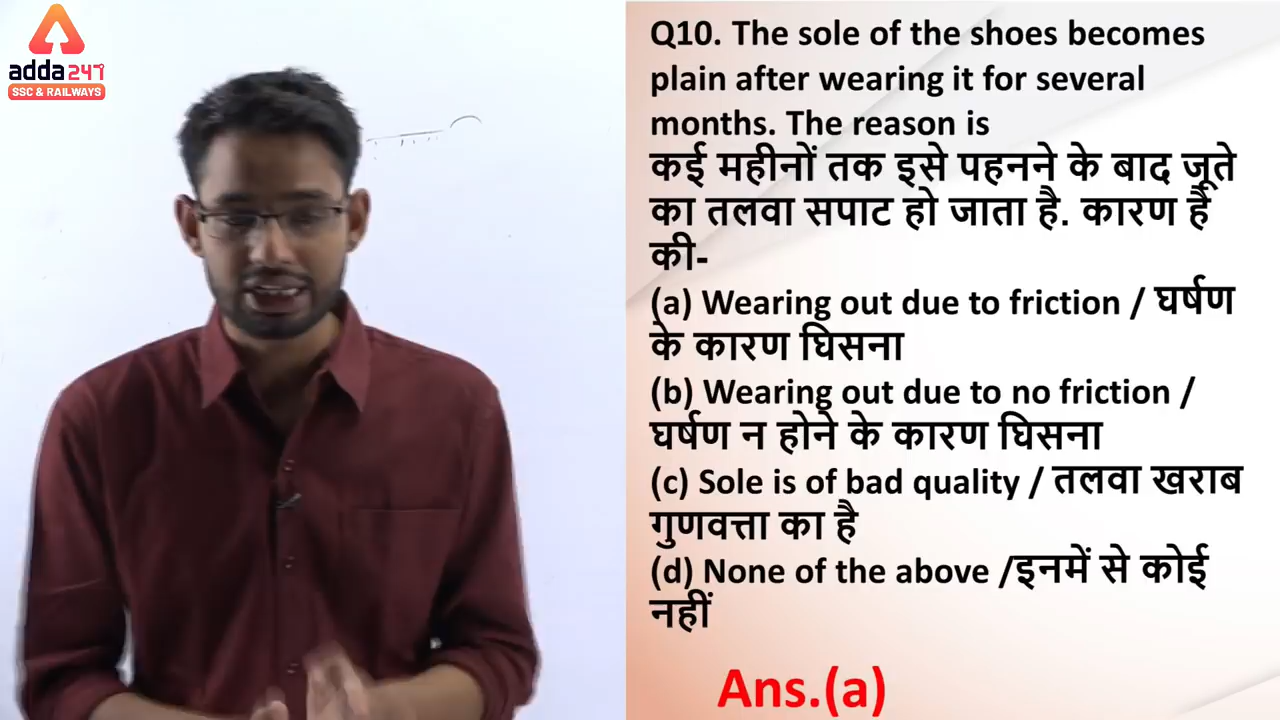 adda247
SSC & RAILWAYS
Q10. The sole of the shoes becomes
plain after wearing it for several
months. The reason is
कई महीनों तक इसे पहनने के बाद जूते
का तलवा सपाट हो जाता है. कारण है
की-
(a) Wearing out due to friction / घर्षण
के कारण घिसना
(b) Wearing out due to no friction /
घर्षण न होने के कारण घिसना
(c) Sole is of bad quality / तलवा खराब
गुणवत्ता का है
(d) None of the above /इनमें से कोई
नहीं
Ans.(a)